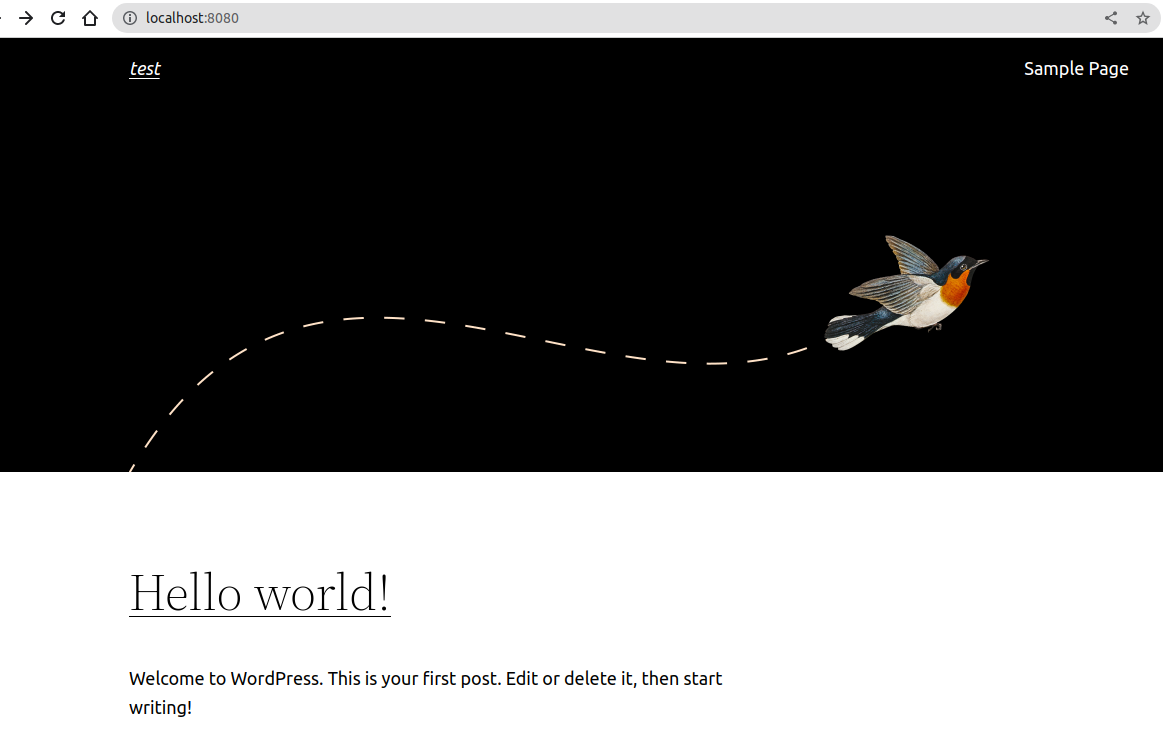 localhost:8080
test
Sample Page
Hello world!
Welcome to WordPress. This is your first post. Edit or delete it, then start
writing!